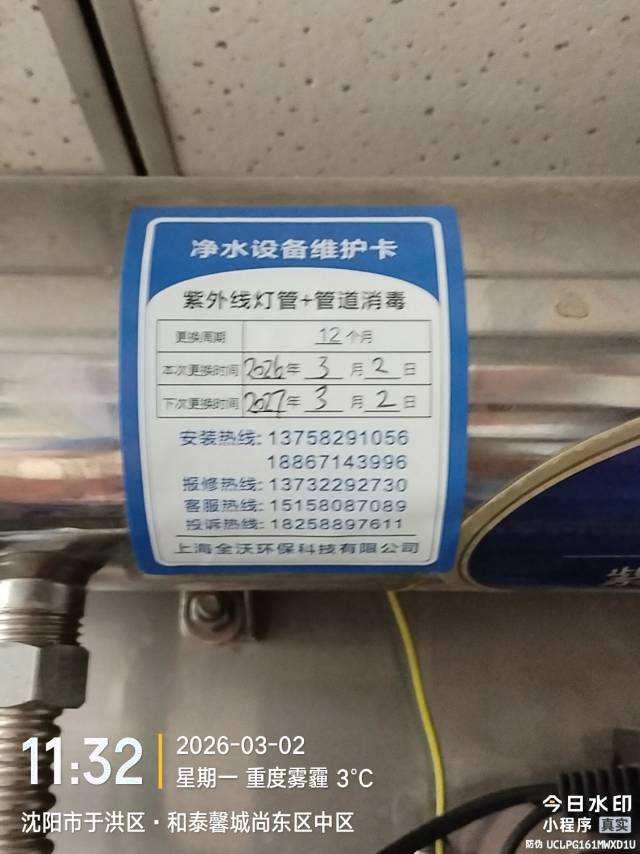 净水设备维护卡
紫外线灯管+管道消毒
更换周期 12个月
本次更换时间 2026年 3 月 2 日
下次更换时间 2027年 3 月 2 日
安装热线: 13758291056
18867143996
报修热线: 13732292730
客服热线: 15158087089
投诉热线: 18258897611
上海全沃环保科技有限公司
紫
11:32
2026-03-02
星期一 重度雾霾 3°C
沈阳市于洪区·和泰馨城尚东区中区
今日水印
小程序 真实
防伪 UCLPG161MWXD1U